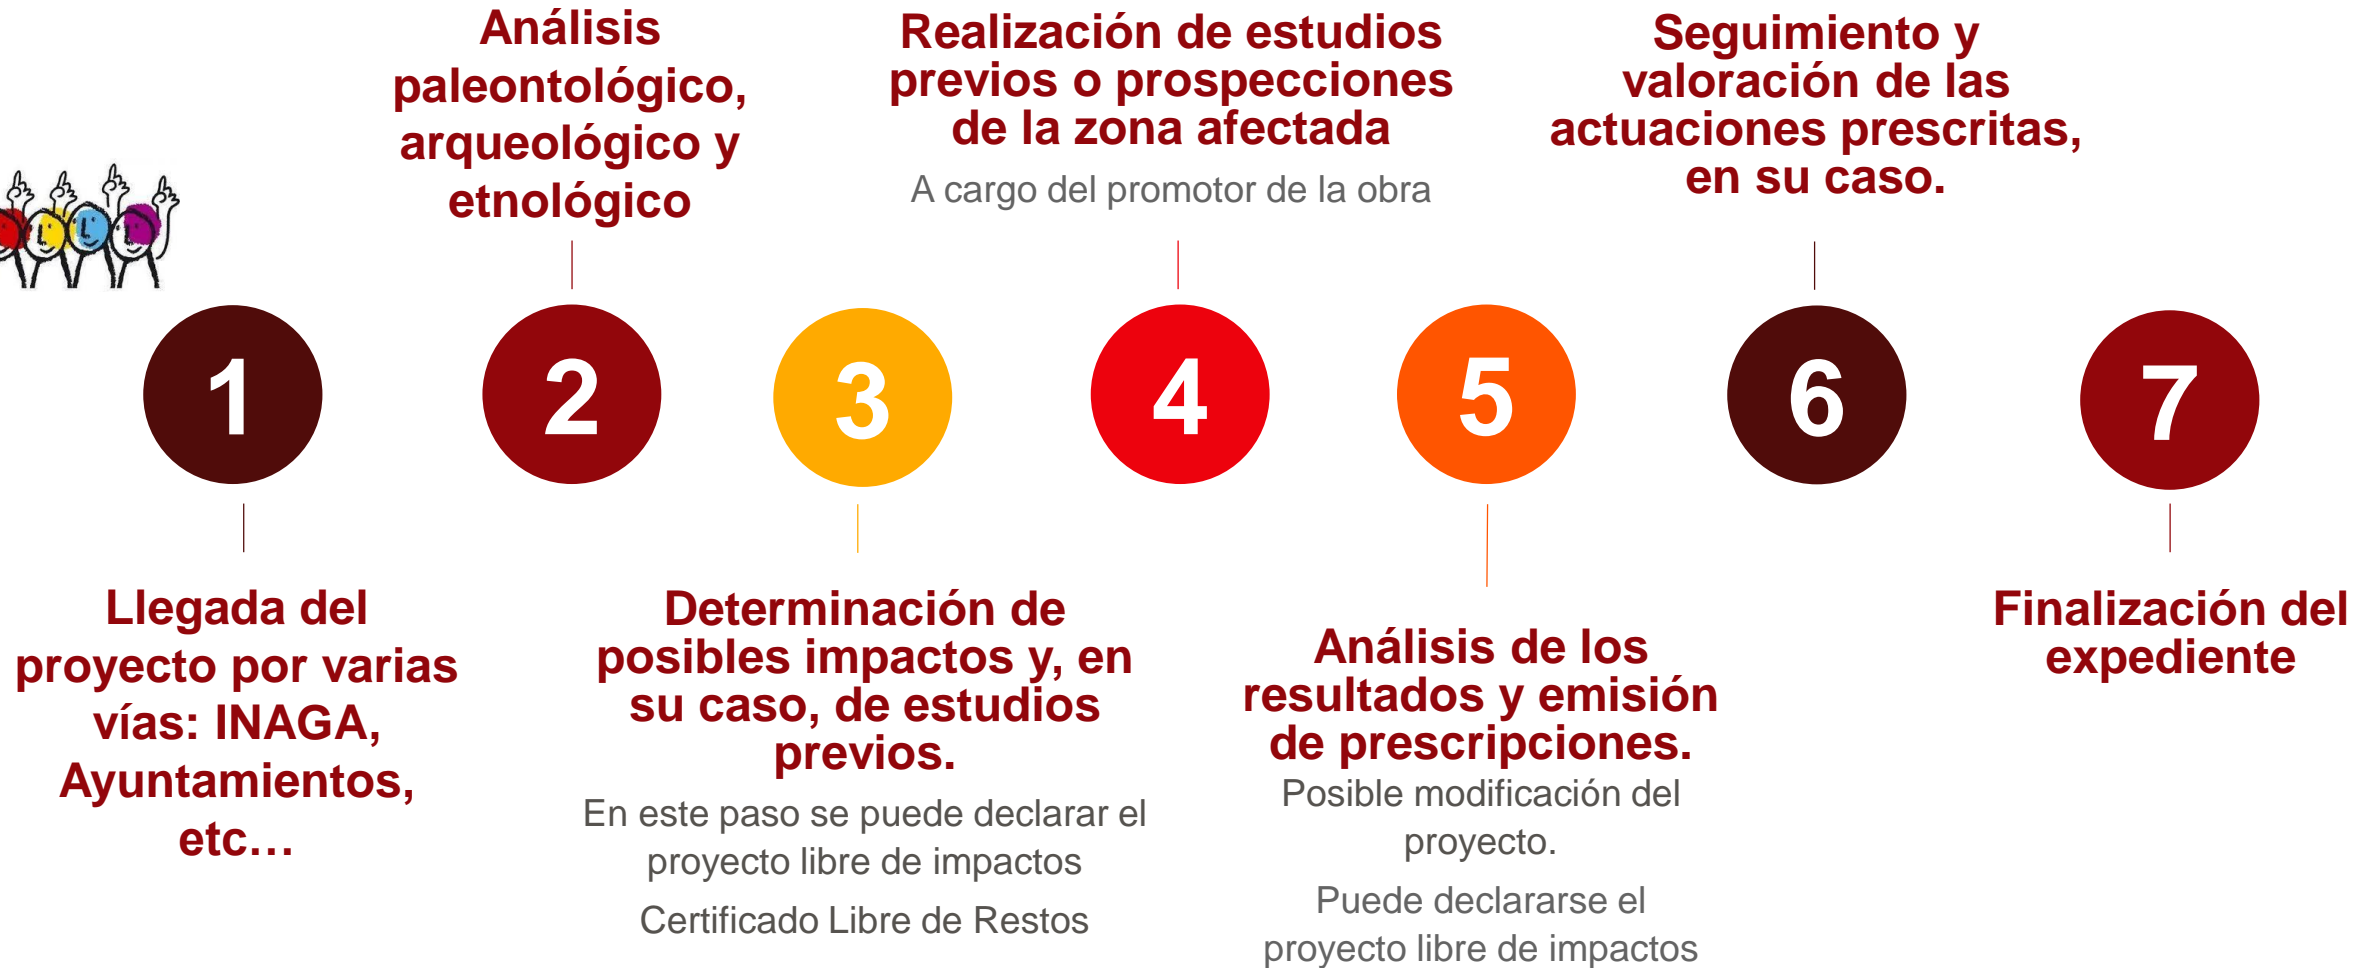 1
Llegada del
proyecto por varias
vías: INAGA,
Ayuntamientos,
etc…
Análisis
paleontológico,
arqueológico y
etnológico
2
3
Determinación de
posibles impactos y, en
su caso, de estudios
previos.
En este paso se puede declarar el
proyecto libre de impactos
Certificado Libre de Restos
Realización de estudios
previos o prospecciones
de la zona afectada
A cargo del promotor de la obra
4
5
Análisis de los
resultados y emisión
de prescripciones.
Posible modificación del
proyecto.
Puede declararse el
proyecto libre de impactos
Seguimiento y
valoración de las
actuaciones prescritas,
en su caso.
6
7
Finalización del
expediente